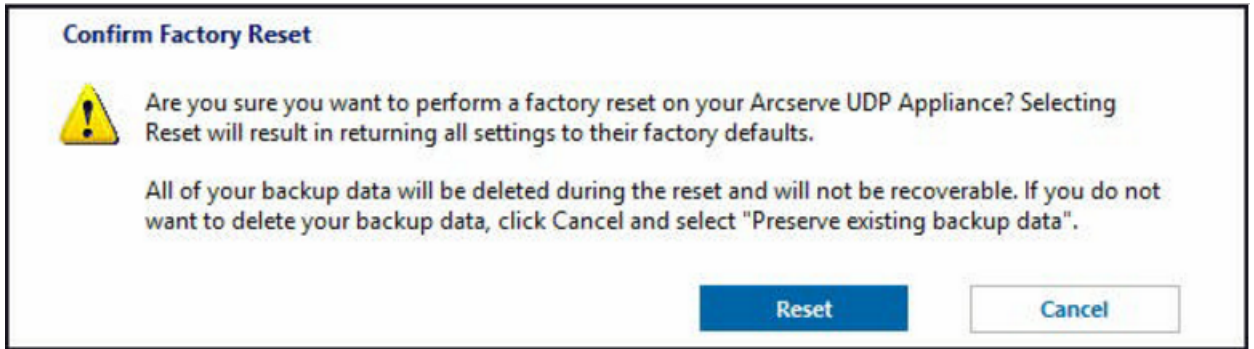 Confirm Factory Reset
Are you sure you want to perform a factory reset on your Arcserve UDP Appliance? Selecting
Reset will result in returning all settings to their factory defaults.
All of your backup data will be deleted during the reset and will not be recoverable. If you do not
want to delete your backup data, click Cancel and select "Preserve existing backup data".
Reset
Cancel